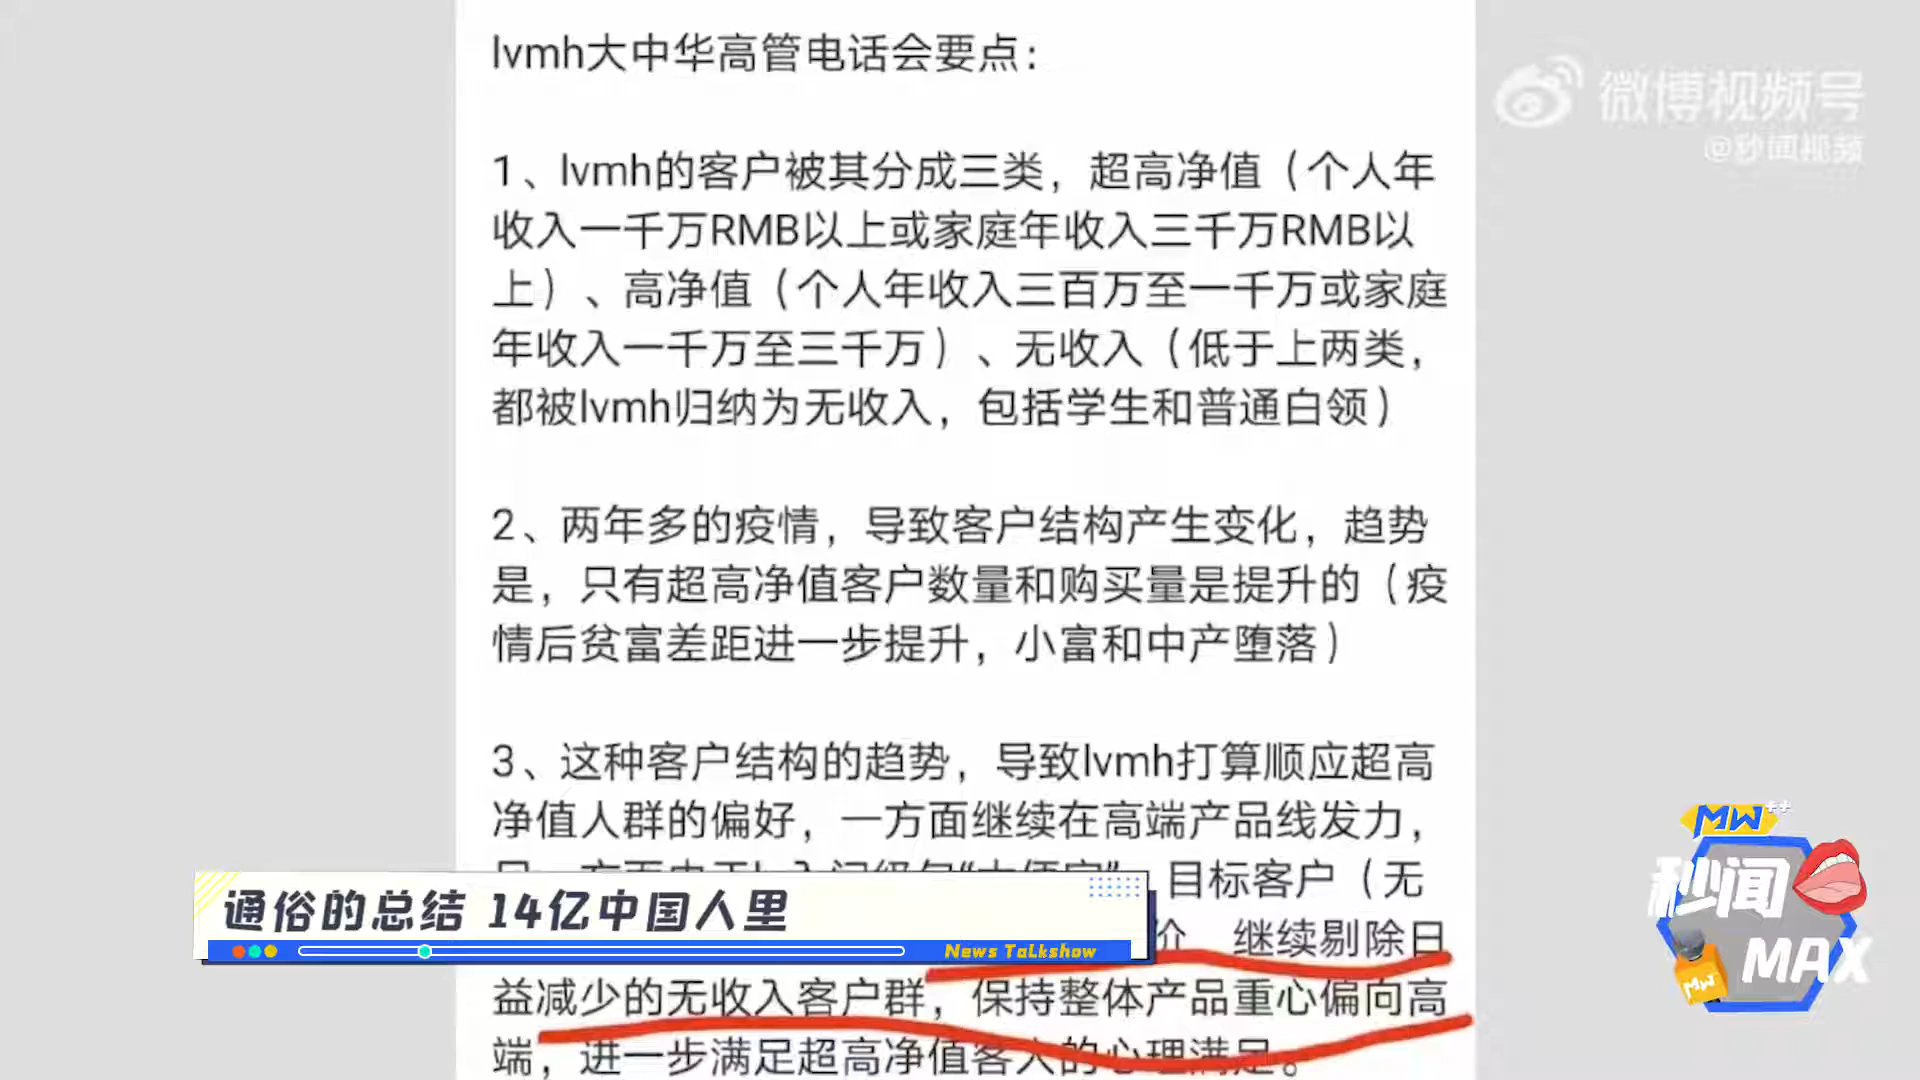 lvmh大中华高管电话会要点：
微博视频号
@秒闻视频
1、lvmh的客户被其分成三类，超高净值（个人年
收入一千万RMB以上或家庭年收入三千万RMB以
上）、高净值（个人年收入三百万至一千万或家庭
年收入一千万至三千万）、无收入（低于上两类，
都被lvmh归纳为无收入，包括学生和普通白领）
2、两年多的疫情，导致客户结构产生变化，趋势
是，只有超高净值客户数量和购买量是提升的（疫
情后贫富差距进一步提升，小富和中产堕落）
3、这种客户结构的趋势，导致lvmh打算顺应超高
净值人群的偏好，一方面继续在高端产品线发力，
目标客户（无
价 继续剔除日
益减少的无收入客户群，保持整体产品重心偏向高
端，进一步满足超高净值客人的心理满足。
通俗的总结 14亿中国人里
News Talkshow
MW
秒闻
MAX
MW